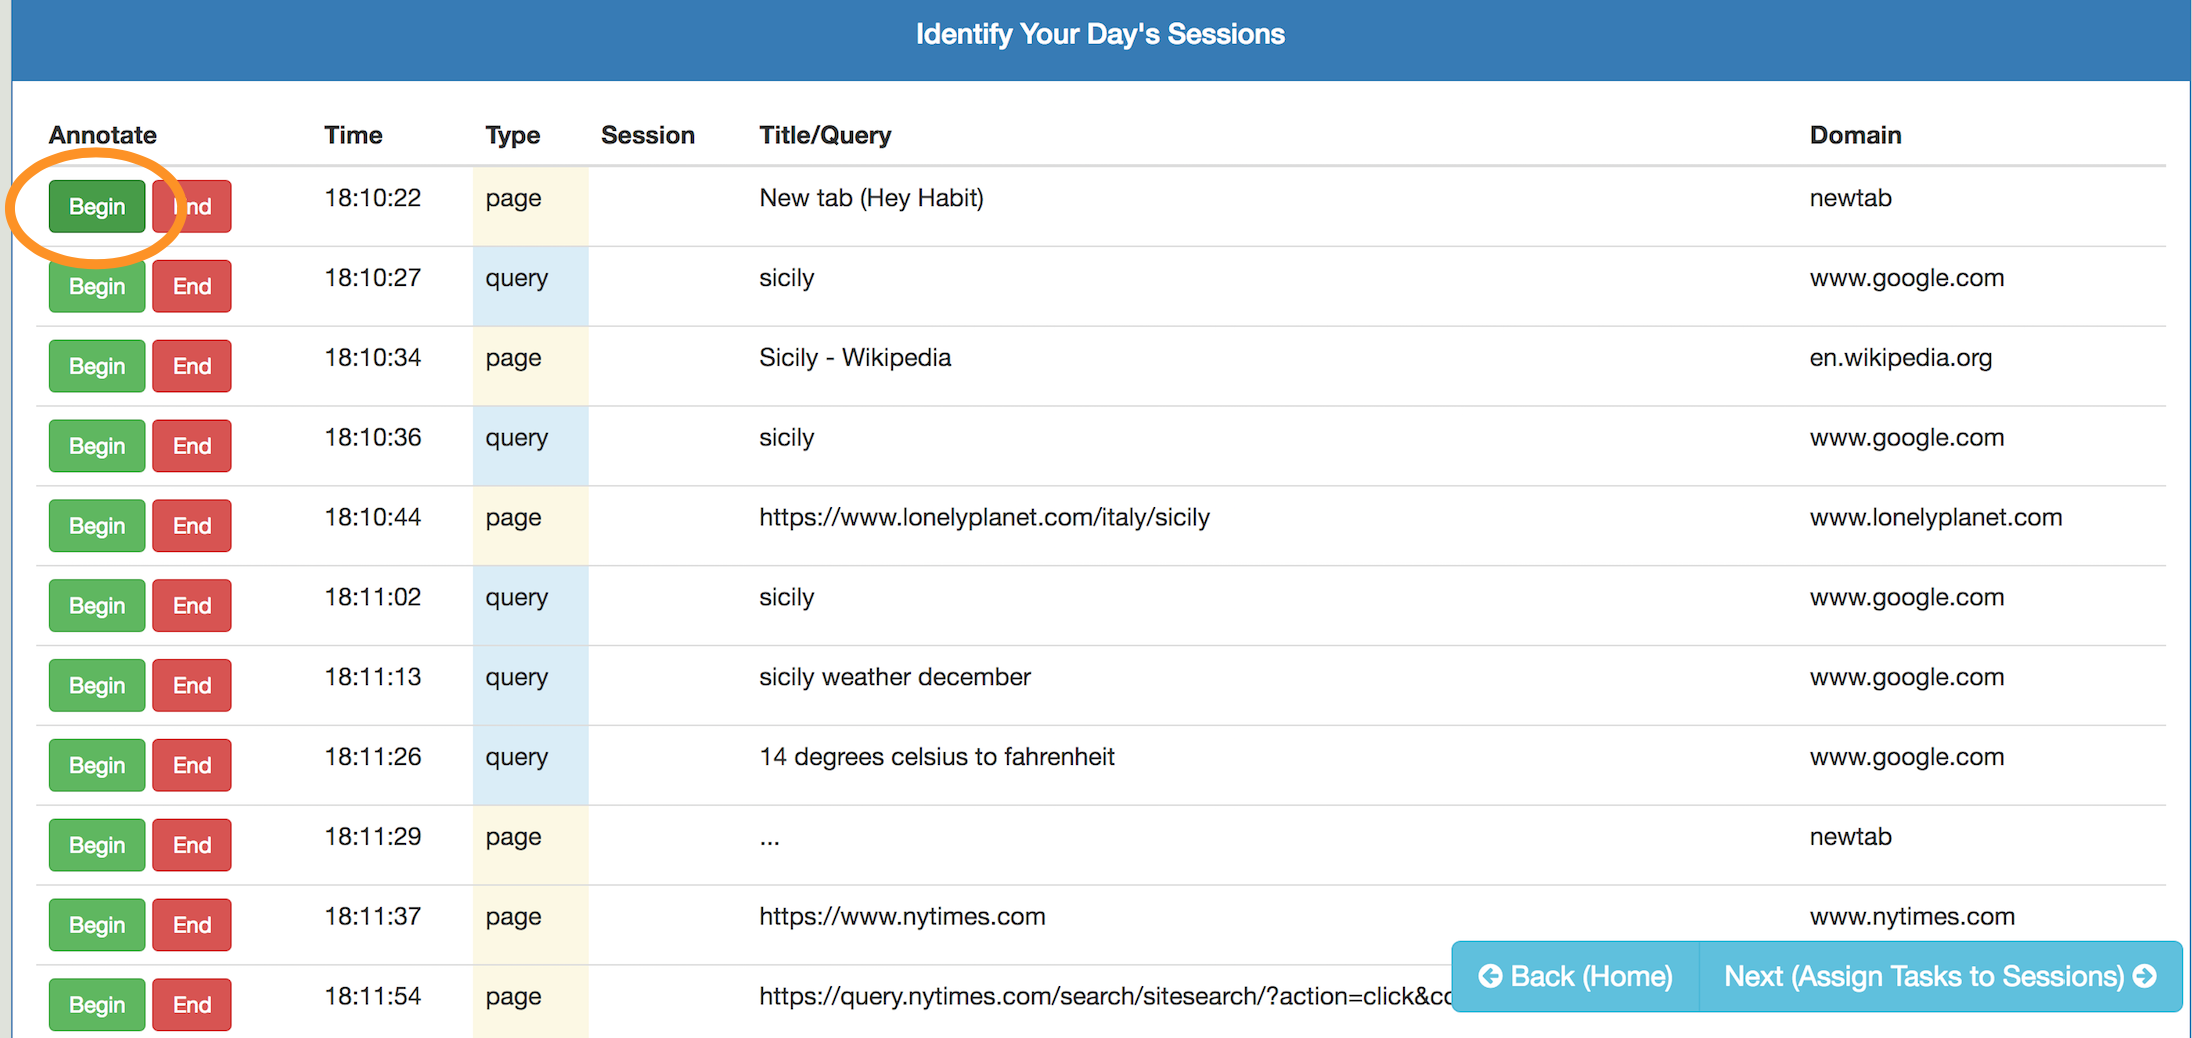 Identify Your Day's Sessions
Annotate Time Type Session Title/Query Domain
Begin End 18:10:22 page New tab (Hey Habit) newtab
Begin End 18:10:27 query sicily www.google.com
Begin End 18:10:34 page Sicily - Wikipedia en.wikipedia.org
Begin End 18:10:36 query sicily www.google.com
Begin End 18:10:44 page https://www.lonelyplanet.com/italy/sicily www.lonelyplanet.com
Begin End 18:11:02 query sicily www.google.com
Begin End 18:11:13 query sicily weather december www.google.com
Begin End 18:11:26 query 14 degrees celsius to fahrenheit www.google.com
Begin End 18:11:29 page ... newtab
Begin End 18:11:37 page https://www.nytimes.com www.nytimes.com
Begin End 18:11:54 page https://query.nytimes.com/search/sitesearch/?action=click&co
Back (Home) Next (Assign Tasks to Sessions)